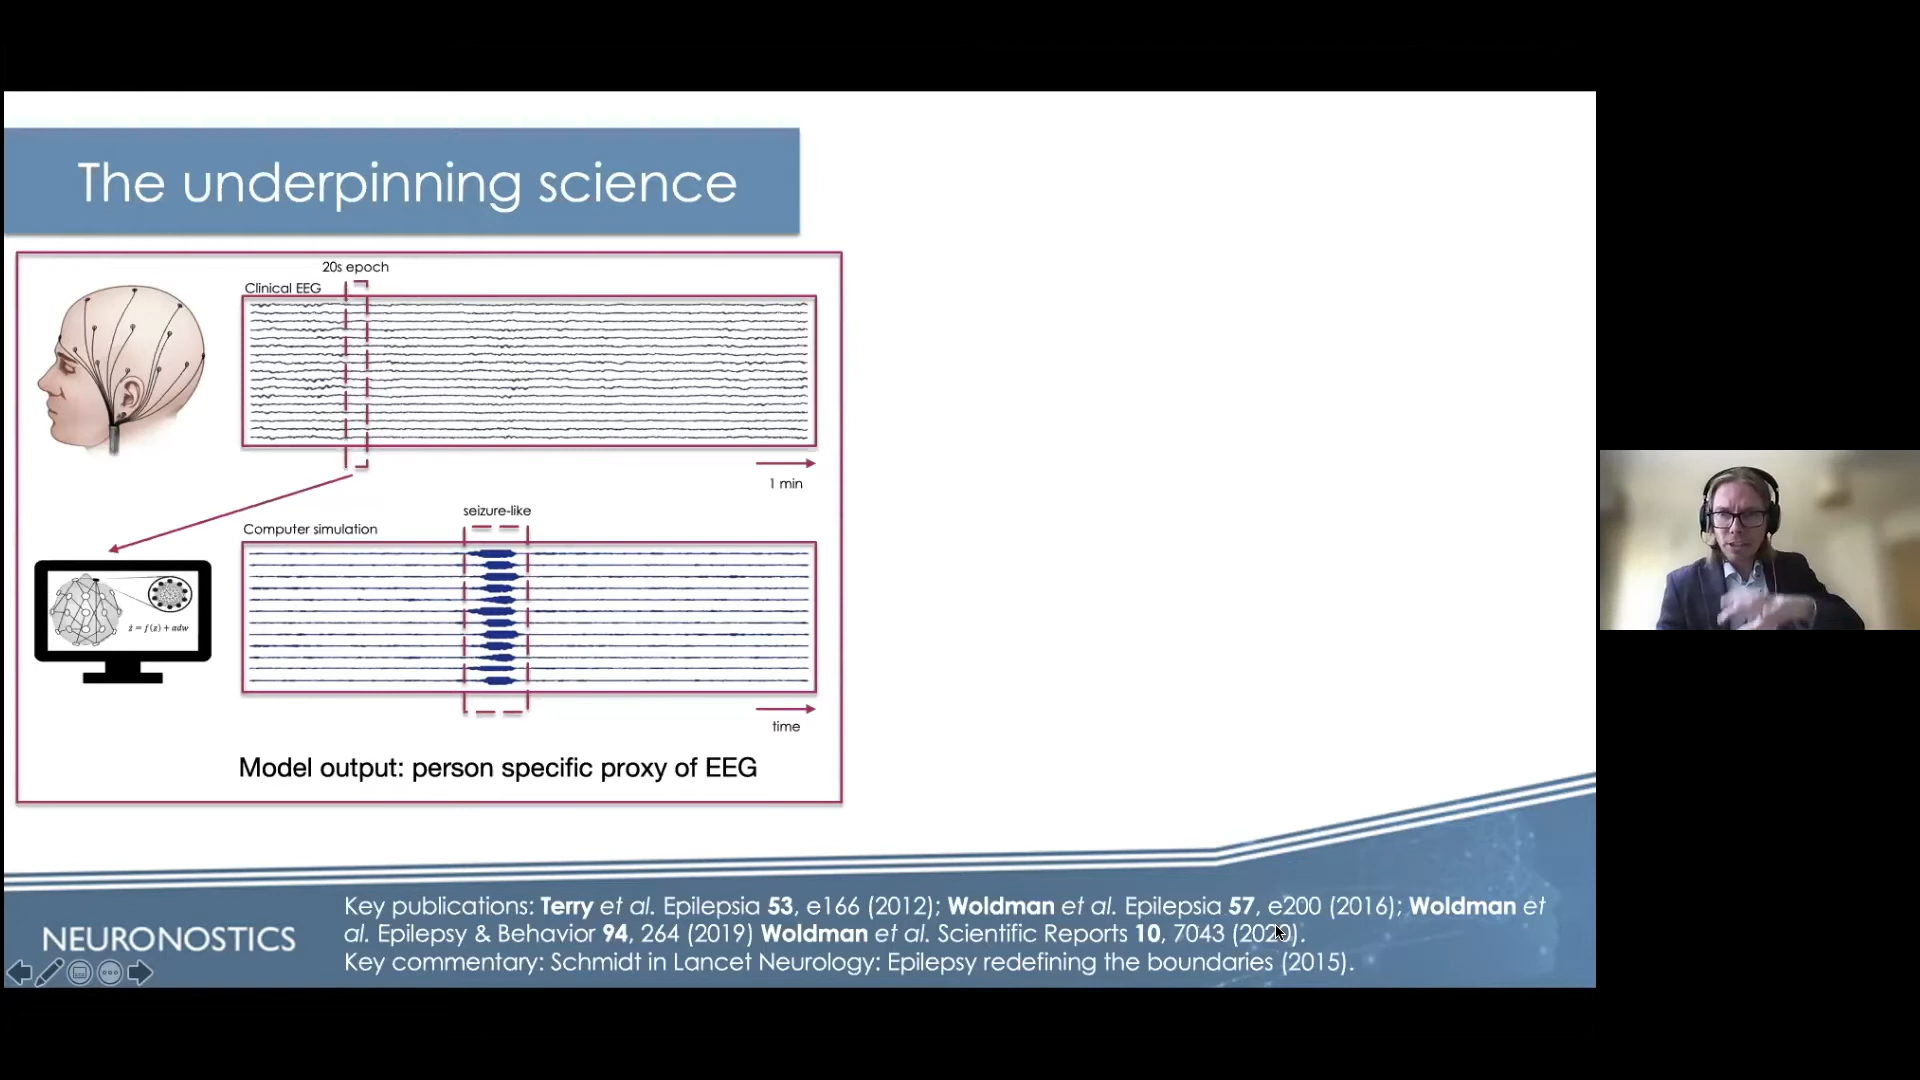 The underpinning science
20s epoch
Clinical EEG
1 min
seizure-like
Computer simulation
ż = f(z) + αdw
time
Model output: person specific proxy of EEG
NEURONOSTICS
Key publications: Terry et al. Epilepsia 53, e166 (2012); Woldman et al. Epilepsia 57, e200 (2016); Woldman et
al. Epilepsy & Behavior 94, 264 (2019) Woldman et al. Scientific Reports 10, 7043 (2020).
Key commentary: Schmidt in Lancet Neurology: Epilepsy redefining the boundaries (2015).